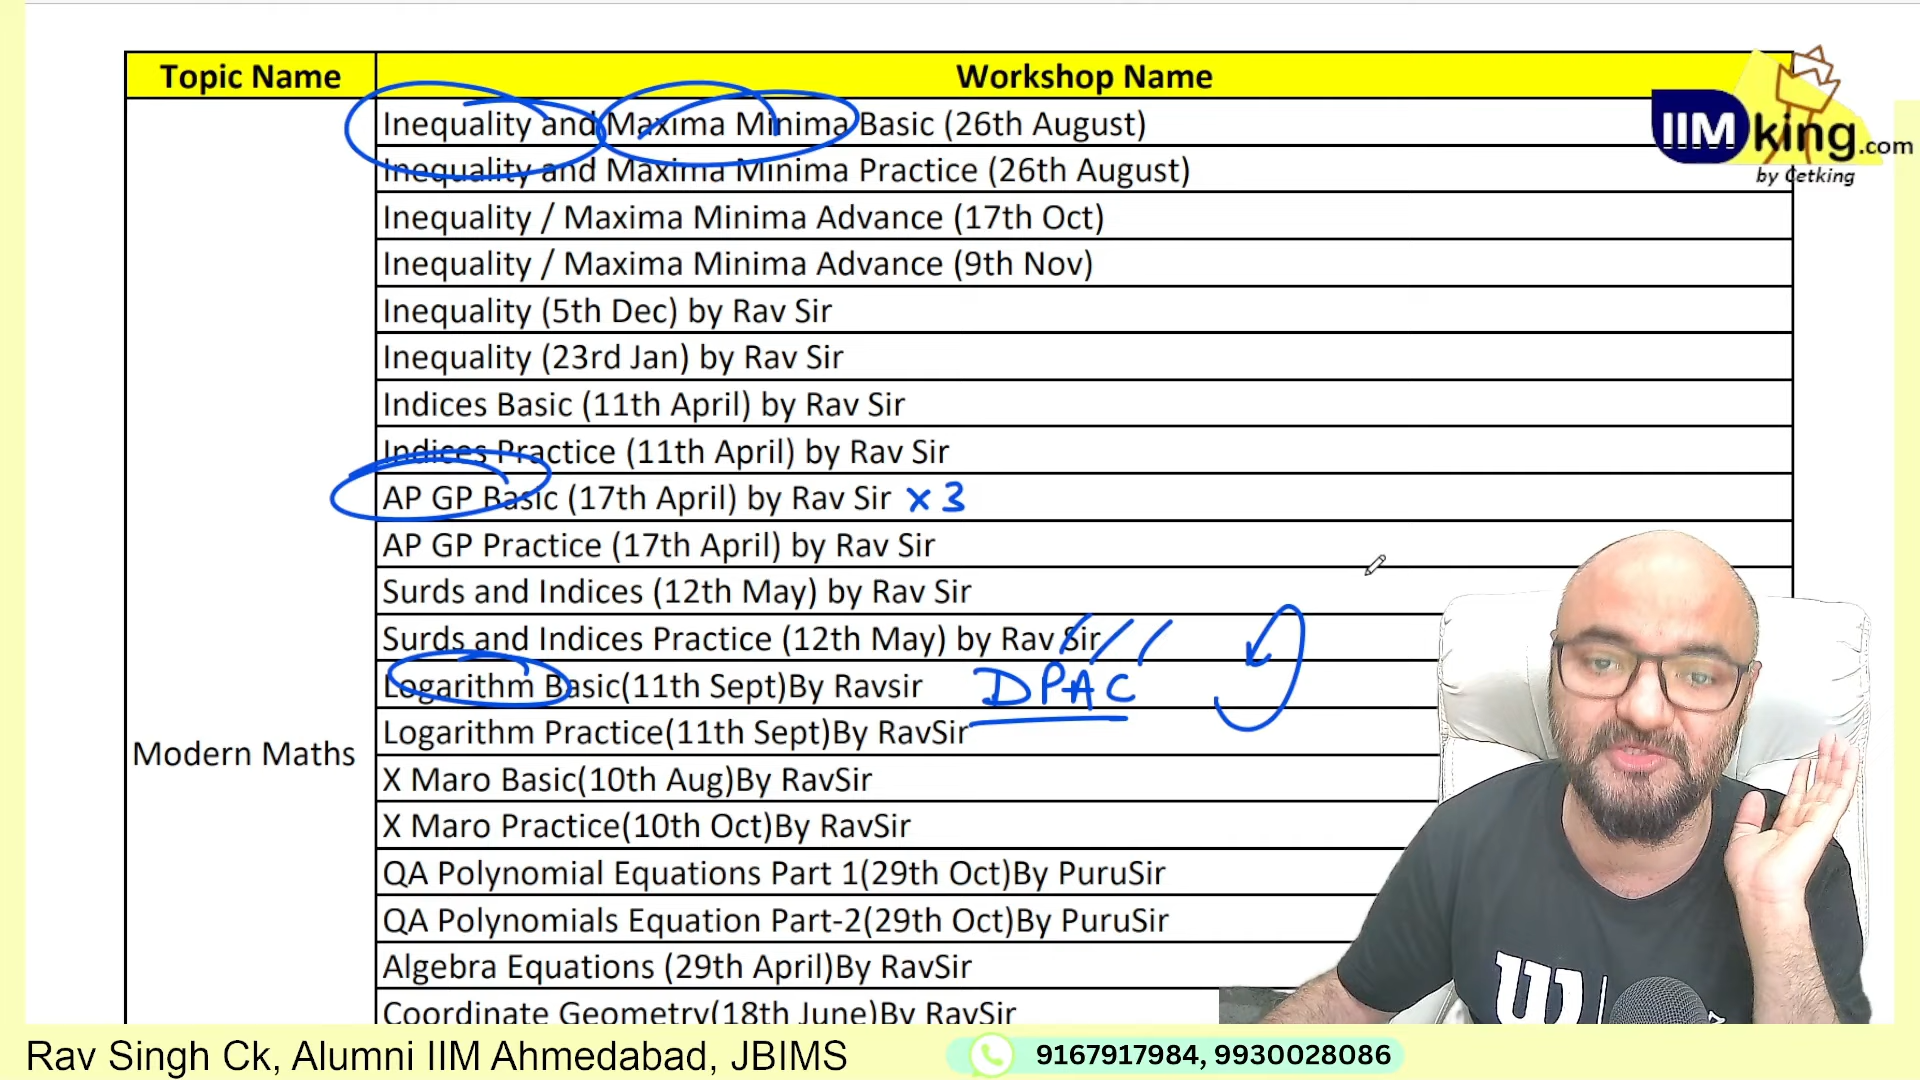 Topic Name Workshop Name
Inequality and Maxima Minima Basic (26th August)
Inequality and Maxima Minima Practice (26th August)
Inequality / Maxima Minima Advance (17th Oct)
Inequality / Maxima Minima Advance (9th Nov)
Inequality (5th Dec) by Rav Sir
Inequality (23rd Jan) by Rav Sir
Indices Basic (11th April) by Rav Sir
Indices Practice (11th April) by Rav Sir
AP GP Basic (17th April) by Rav Sir x 3
AP GP Practice (17th April) by Rav Sir
Surds and Indices (12th May) by Rav Sir
Surds and Indices Practice (12th May) by Rav Sir
Logarithm Basic(11th Sept)By Ravsir DPAC
Logarithm Practice(11th Sept)By RavSir
Modern Maths
X Maro Basic(10th Aug)By RavSir
X Maro Practice(10th Oct)By RavSir
QA Polynomial Equations Part 1(29th Oct)By PuruSir
QA Polynomials Equation Part-2(29th Oct)By PuruSir
Algebra Equations (29th April)By RavSir
Coordinate Geometry(18th June)By RavSir
IIMking.com
by Cetking
W
Rav Singh Ck, Alumni IIM Ahmedabad, JBIMS 9167917984, 9930028086